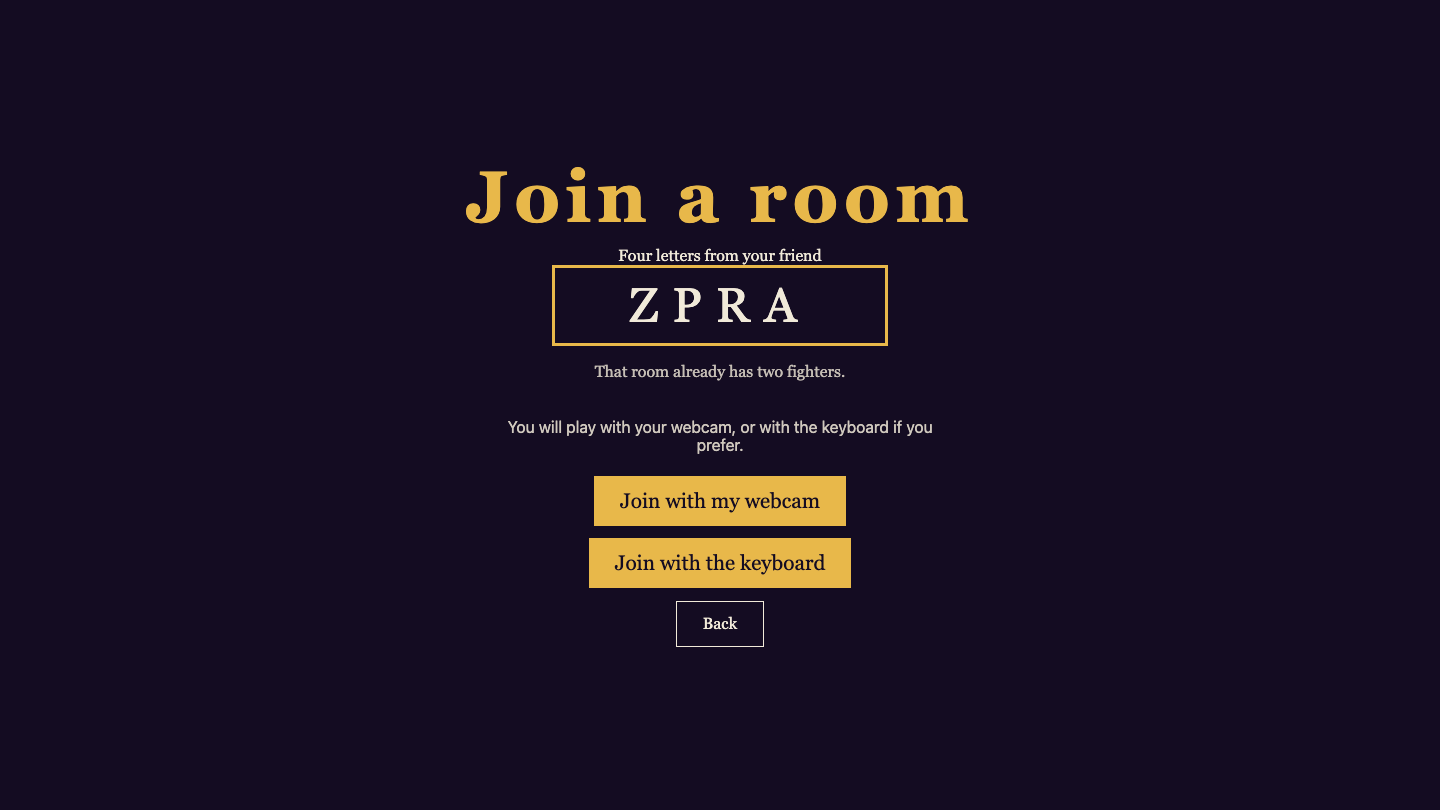 Join a room
Four letters from your friend
ZPRA
That room already has two fighters.
You will play with your webcam, or with the keyboard if you
prefer.
Join with my webcam
Join with the keyboard
Back